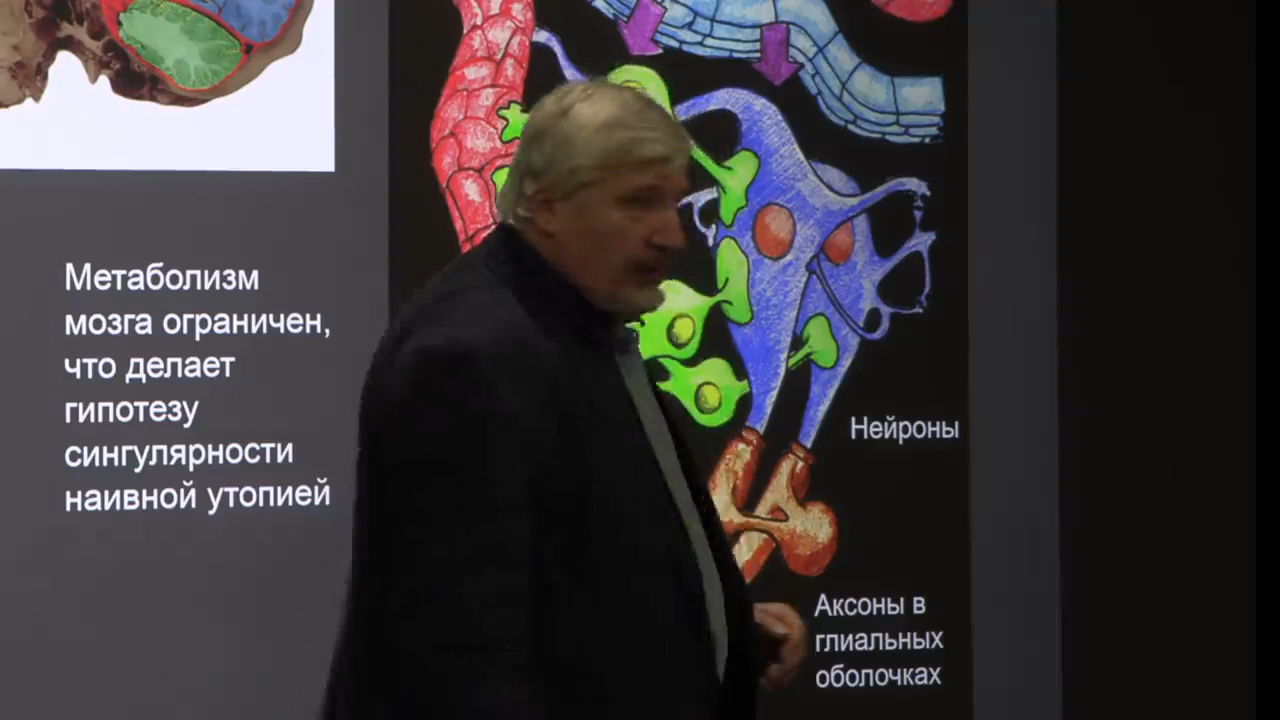 Метаболизм
мозга ограничен,
что делает
гипотезу
сингулярности
наивной утопией
Нейроны
Аксоны в
глиальных
оболочках